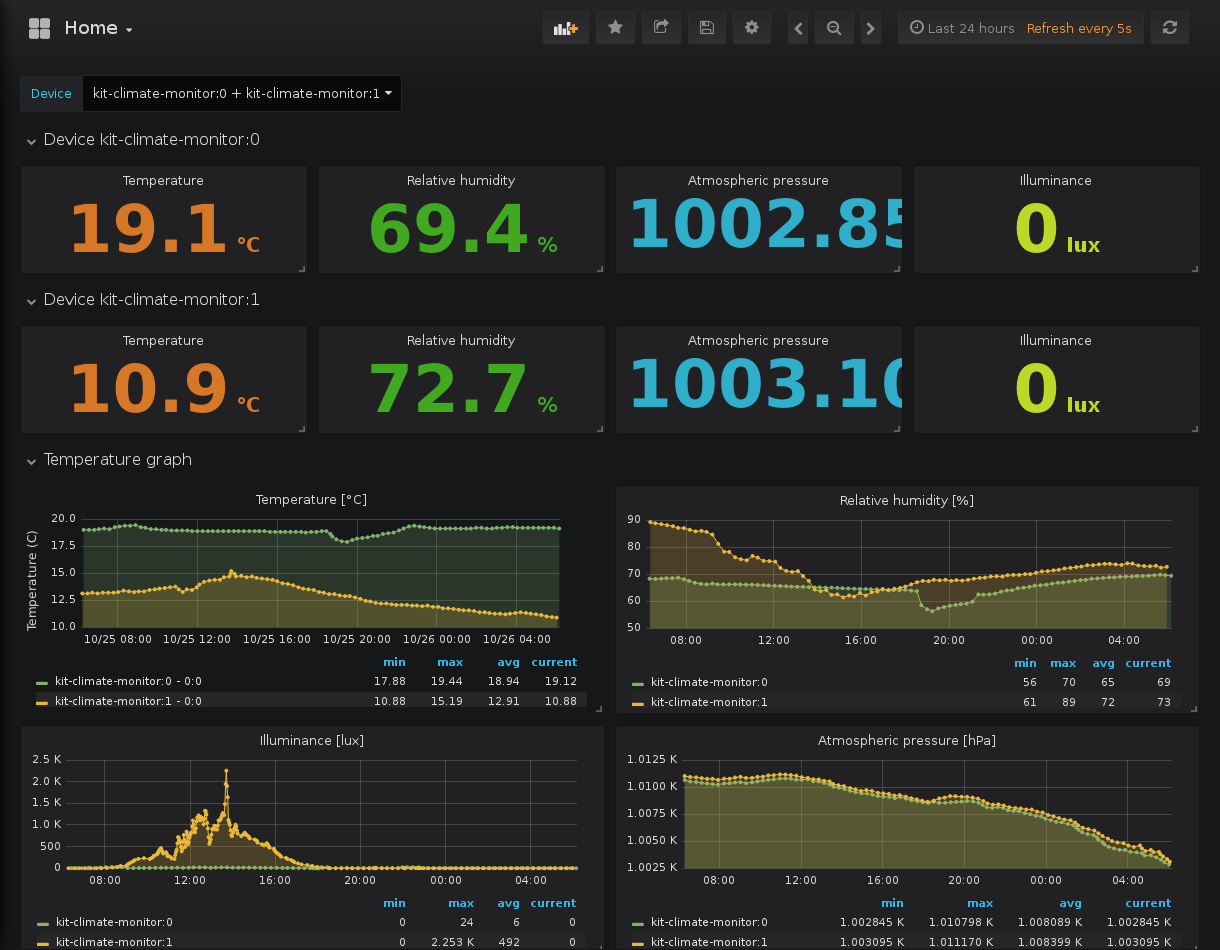 Home
Last 24 hours Refresh every 5s
Device kit-climate-monitor:0 + kit-climate-monitor:1
Device kit-climate-monitor:0
Temperature Relative humidity Atmospheric pressure Illuminance
19.1 °C 69.4 % 1002.85 0 lux
Device kit-climate-monitor:1
Temperature Relative humidity Atmospheric pressure Illuminance
10.9 °C 72.7 % 1003.10 0 lux
Temperature graph
Temperature [°C]
Temperature (C)
20.0
17.5
15.0
12.5
10.0
10/25 08:00 10/25 12:00 10/25 16:00 10/25 20:00 10/26 00:00 10/26 04:00
min max avg current
kit-climate-monitor:0 - 0:0 17.88 19.44 18.94 19.12
kit-climate-monitor:1 - 0:0 10.88 15.19 12.91 10.88
Relative humidity [%]
90
80
70
60
50
08:00 12:00 16:00 20:00 00:00 04:00
min max avg current
kit-climate-monitor:0 56 70 65 69
kit-climate-monitor:1 61 89 72 73
Illuminance [lux]
2.5 K
2.0 K
1.5 K
1.0 K
500
0
08:00 12:00 16:00 20:00 00:00 04:00
min max avg current
kit-climate-monitor:0 0 24 6 0
kit-climate-monitor:1 0 2.253 K 492 0
Atmospheric pressure [hPa]
1.0125 K
1.0100 K
1.0075 K
1.0050 K
1.0025 K
08:00 12:00 16:00 20:00 00:00 04:00
min max avg current
kit-climate-monitor:0 1.002845 K 1.010798 K 1.008089 K 1.002845 K
kit-climate-monitor:1 1.003095 K 1.011170 K 1.008399 K 1.003095 K